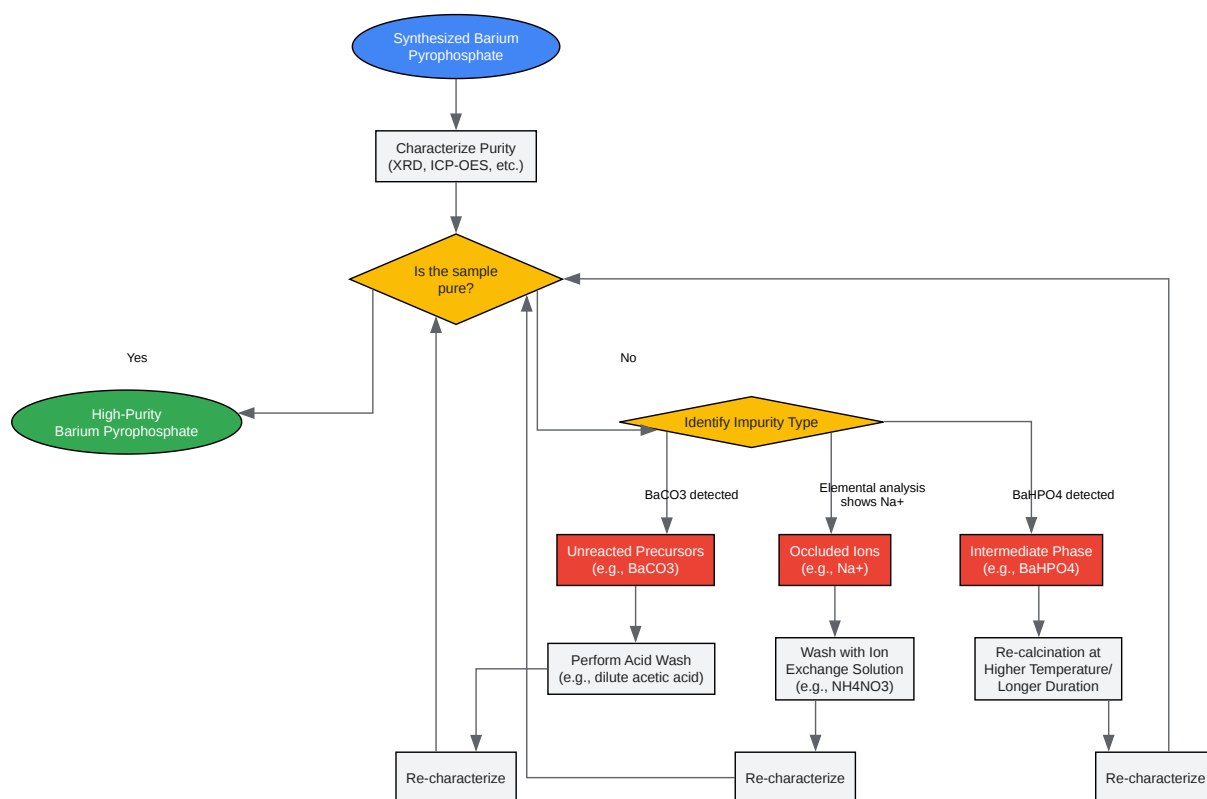 Synthesized Barium
Pyrophosphate
Characterize Purity
(XRD, ICP-OES, etc.)
Is the sample
pure?
Yes
No
High-Purity
Barium Pyrophosphate
Identify Impurity Type
BaCO3 detected
Elemental analysis
shows Na+
BaHPO4 detected
Unreacted Precursors
(e.g., BaCO3)
Occluded Ions
(e.g., Na+)
Intermediate Phase
(e.g., BaHPO4)
Perform Acid Wash
(e.g., dilute acetic acid)
Wash with Ion
Exchange Solution
(e.g., NH4NO3)
Re-calcination at
Higher Temperature/
Longer Duration
Re-characterize
Re-characterize
Re-characterize